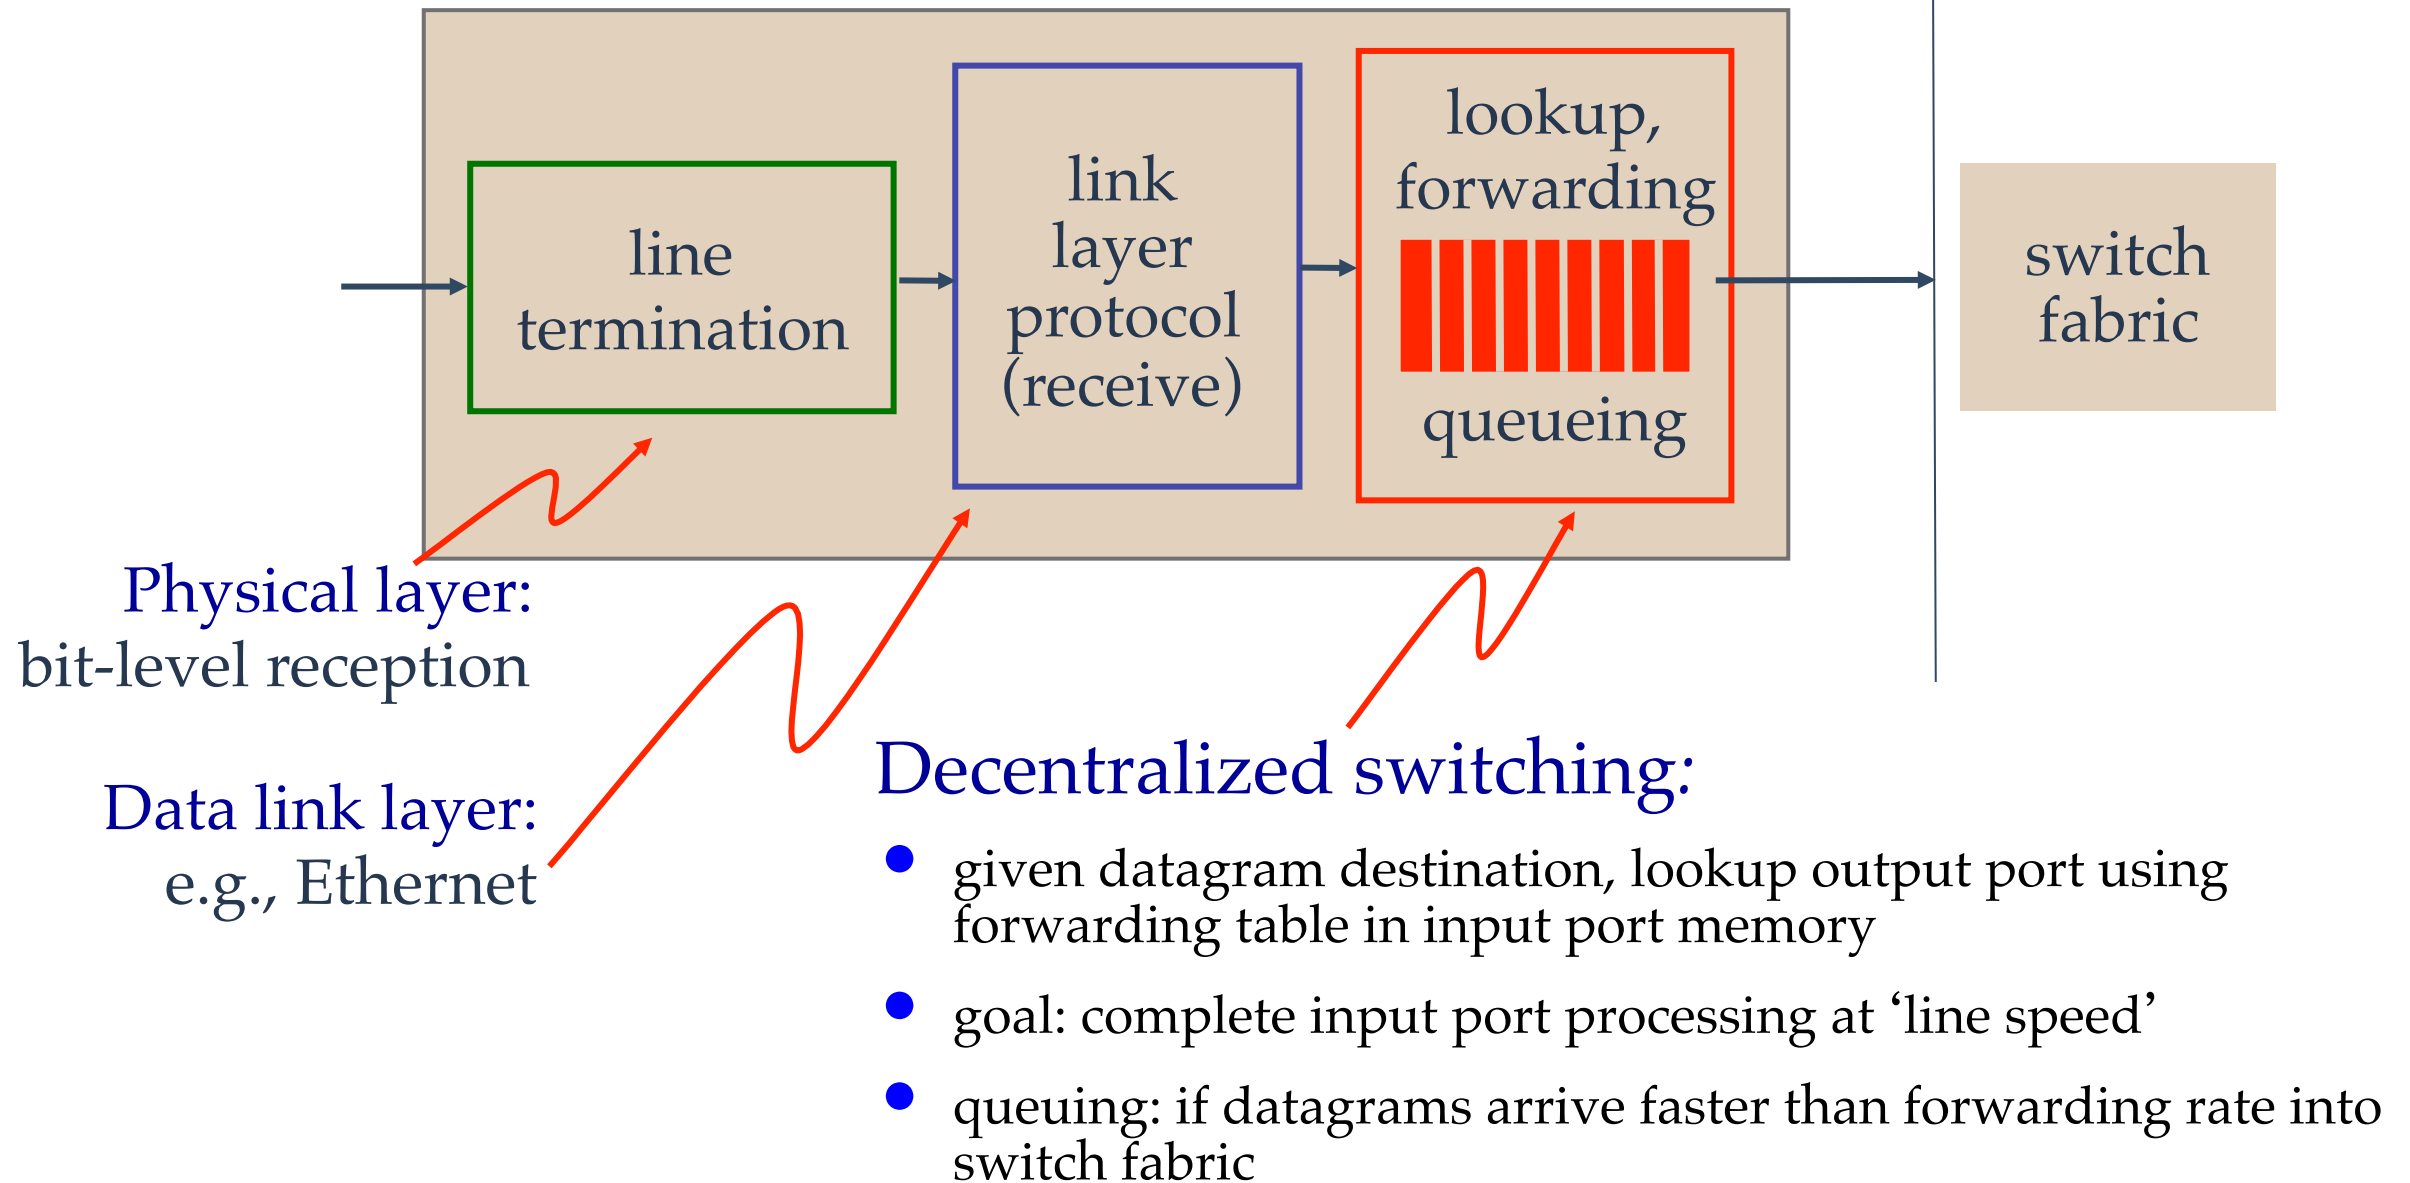 line
termination
link
layer
protocol
(receive)
lookup,
forwarding
queueing
switch
fabric
Physical layer:
bit-level reception
Data link layer:
e.g., Ethernet
Decentralized switching:
● given datagram destination, lookup output port using
forwarding table in input port memory
● goal: complete input port processing at ‘line speed’
● queuing: if datagrams arrive faster than forwarding rate into
switch fabric